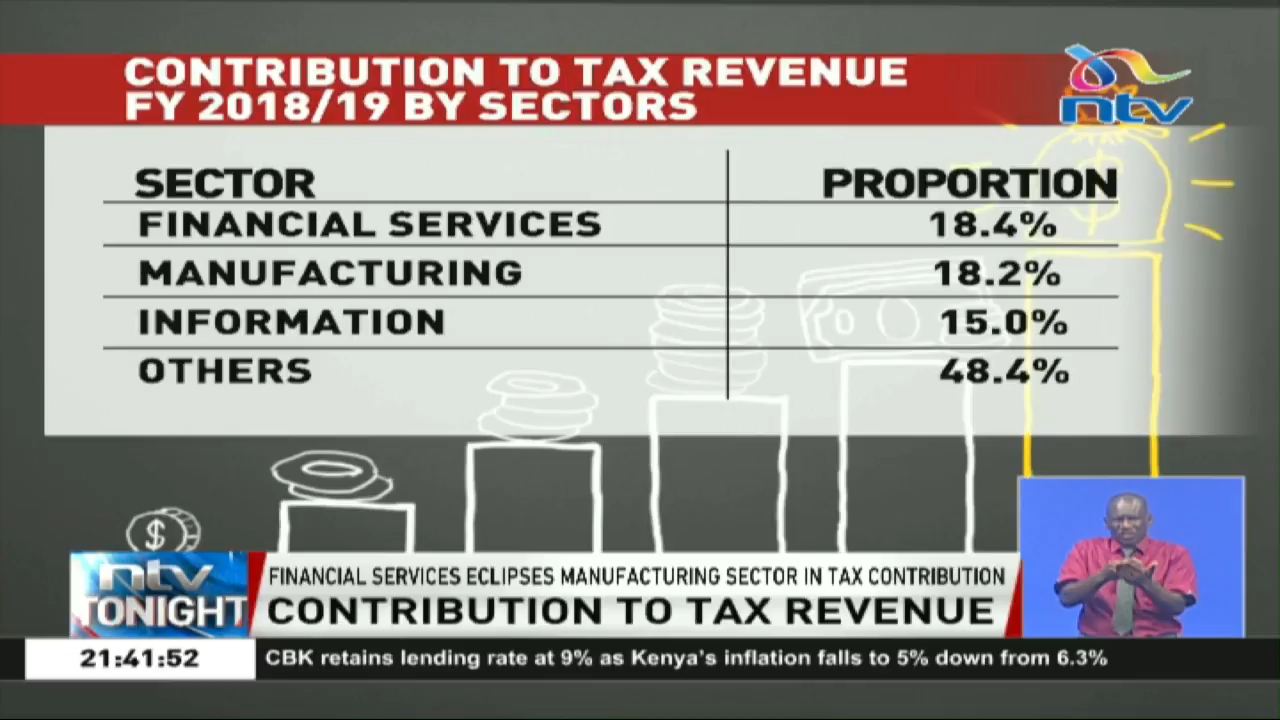 CONTRIBUTION TO TAX REVENUE
FY 2018/19 BY SECTORS
ntv
SECTOR PROPORTION
FINANCIAL SERVICES 18.4%
MANUFACTURING 18.2%
INFORMATION 15.0%
OTHERS 48.4%
$
$
ntv
TONIGHT
FINANCIAL SERVICES ECLIPSES MANUFACTURING SECTOR IN TAX CONTRIBUTION
CONTRIBUTION TO TAX REVENUE
21:41:52
CBK retains lending rate at 9% as Kenya's inflation falls to 5% down from 6.3%